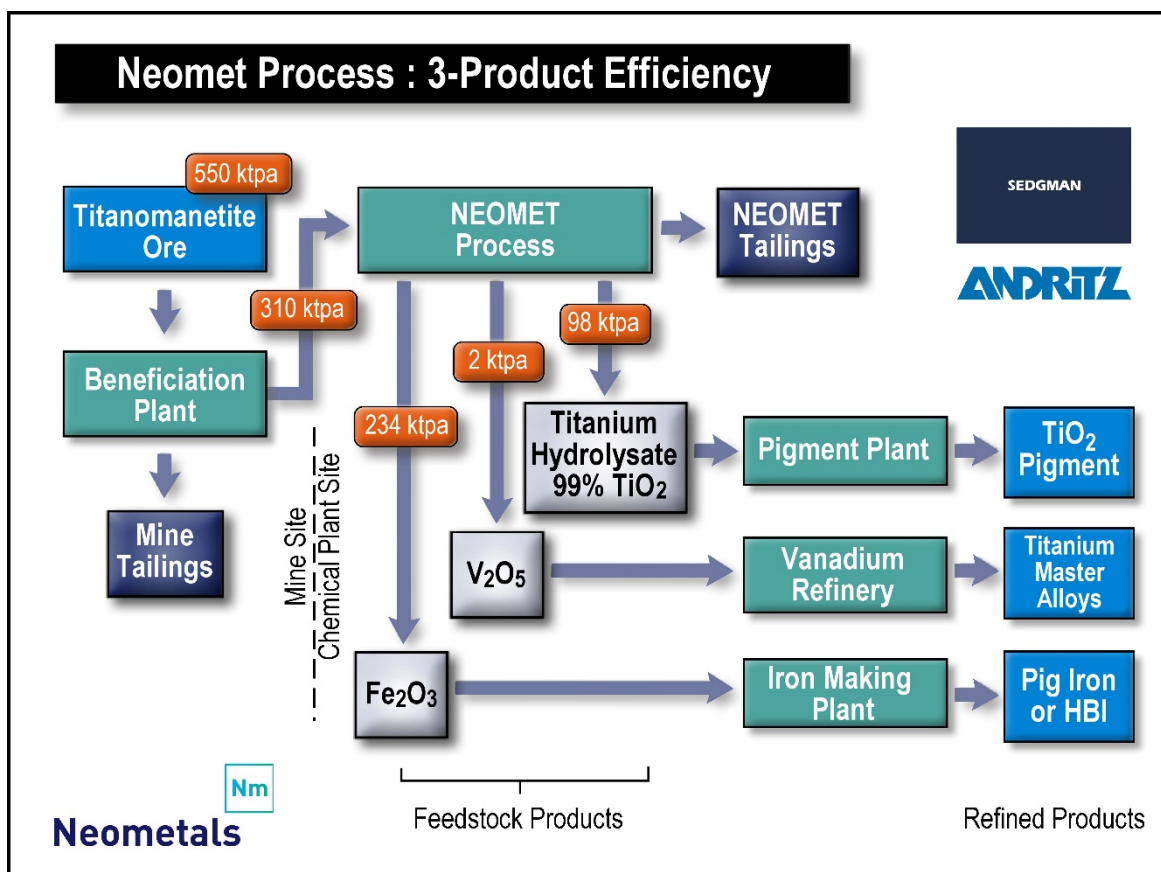 Neomet Process : 3-Product Efficiency
550 ktpa
Titanomanetite
Ore
NEOMET
Process
NEOMET
Tailings
SEDGMAN
ANDRITZ
310 ktpa
98 ktpa
2 ktpa
Beneficiation
Plant
234 ktpa
Titanium
Hydrolysate
99% TiO₂
Pigment Plant
TiO₂
Pigment
Mine
Tailings
Mine Site
Chemical Plant Site
V₂O₅
Vanadium
Refinery
Titanium
Master
Alloys
Fe₂O₃
Iron Making
Plant
Pig Iron
or HBI
Nm
Neometals
Feedstock Products
Refined Products